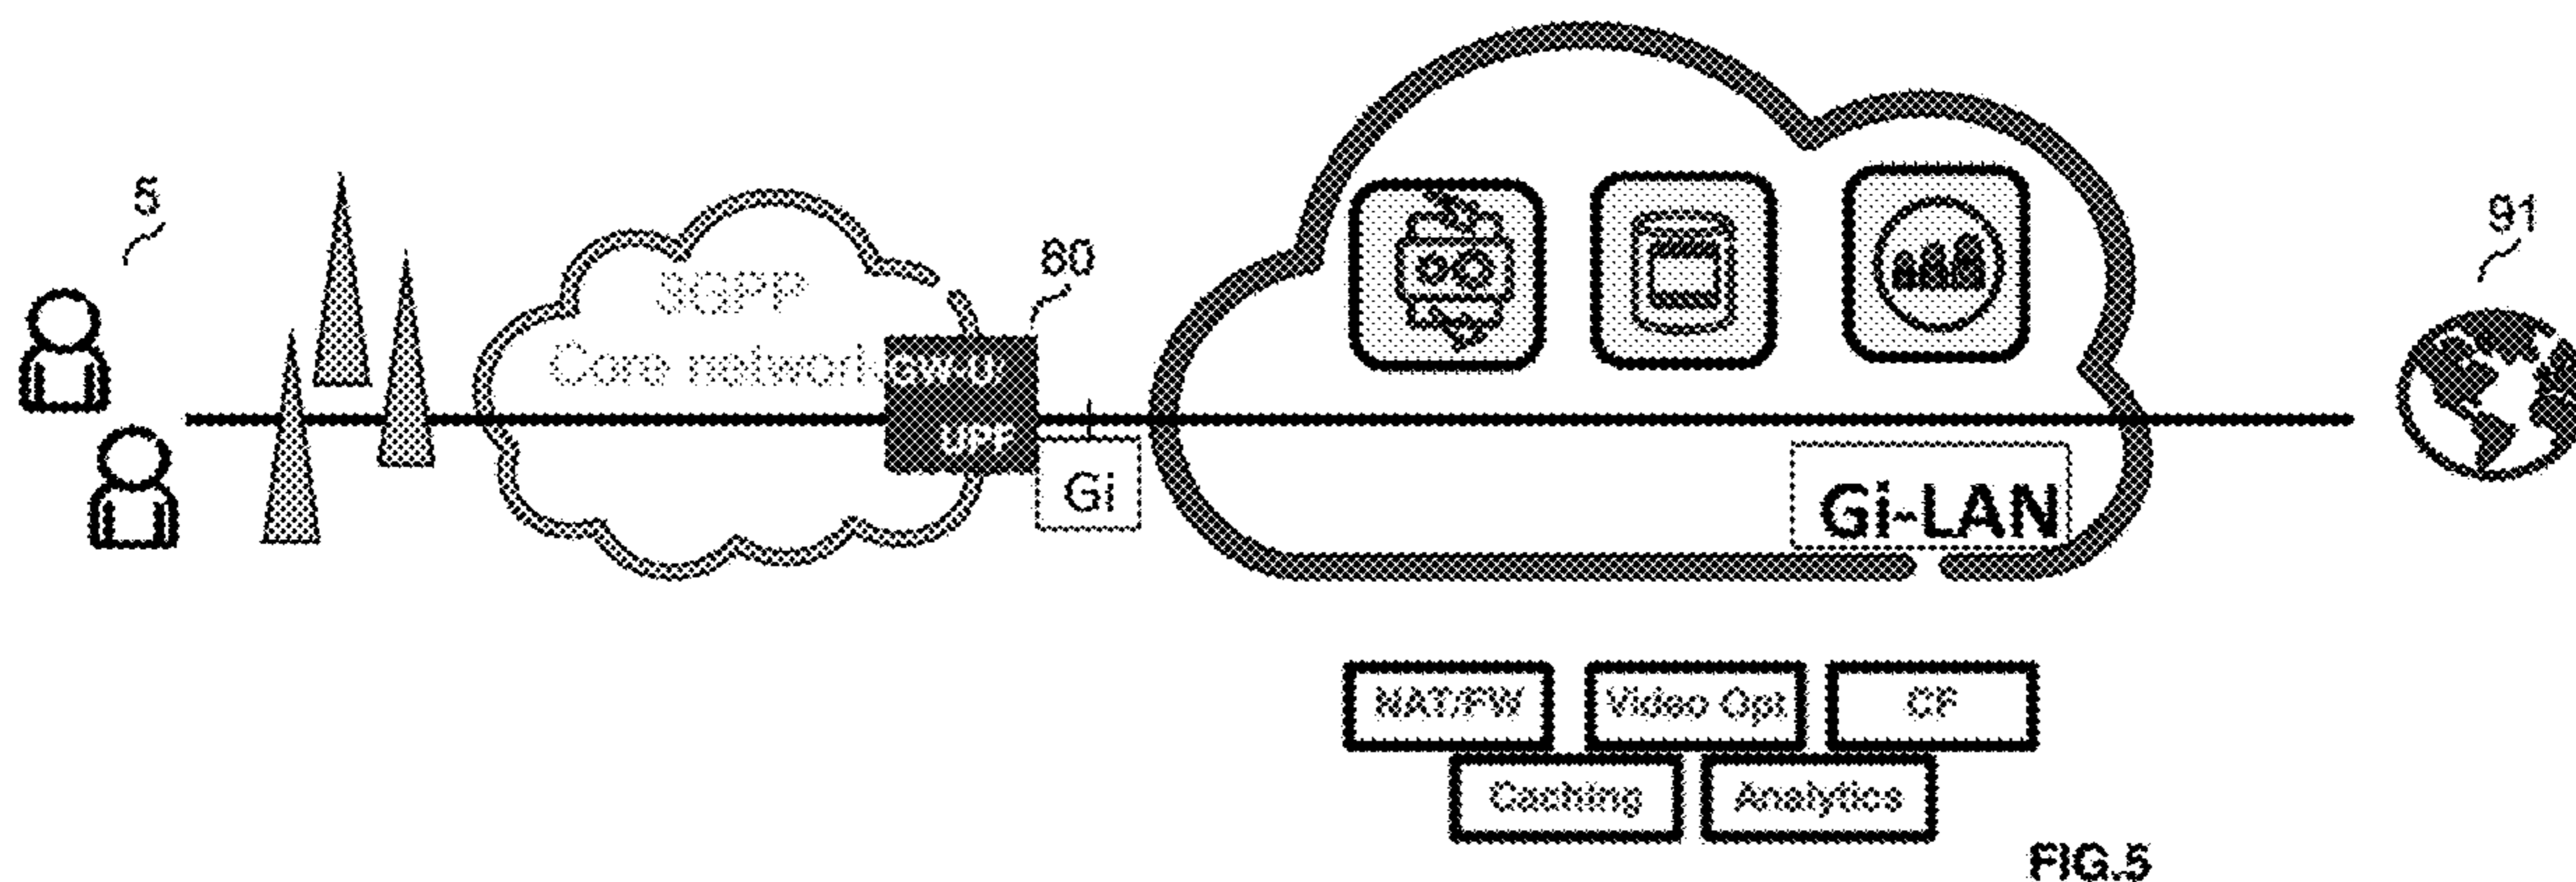 5
80
91
3GPP
Core network
GW-U/
UPF
Gi
Gi-LAN
NAT/FW
Video Opt
CF
Caching
Analytics
FIG.5